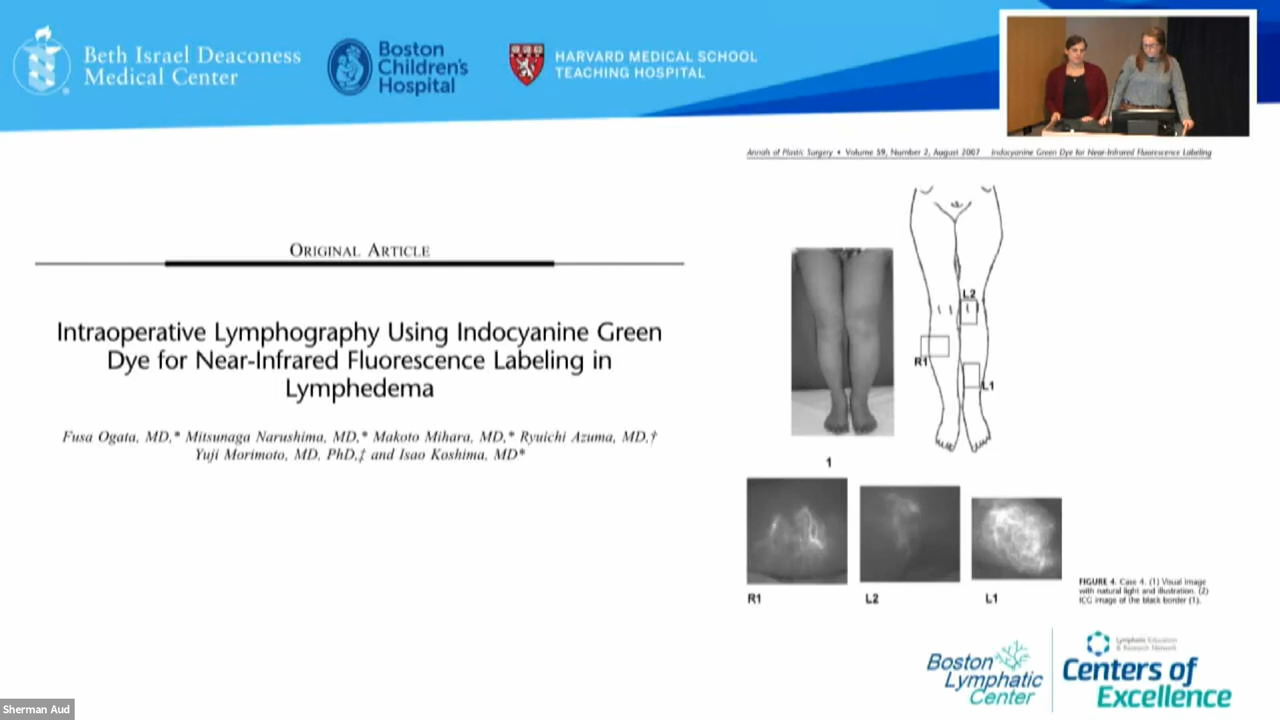 Beth Israel Deaconess
Medical Center
Boston
Children's
Hospital
HARVARD MEDICAL SCHOOL
TEACHING HOSPITAL
Annals of Plastic Surgery • Volume 59, Number 2, August 2007 Indocyanine Green Dye for Near-Infrared Fluorescence Labeling
ORIGINAL ARTICLE
Intraoperative Lymphography Using Indocyanine Green
Dye for Near-Infrared Fluorescence Labeling in
Lymphedema
Fusa Ogata, MD,* Mitsunaga Narushima, MD,* Makoto Mihara, MD,* Ryuichi Azuma, MD,†
Yuji Morimoto, MD, PhD,‡ and Isao Koshima, MD*
L2
R1
L1
1
R1
L2
L1
FIGURE 4. Case 4. (1) Visual image
with natural light and illustration. (2)
ICG image of the black border (1).
Boston
Lymphatic
Center
Lymphatic Education
& Research Network
Centers of
Excellence
Sherman Aud